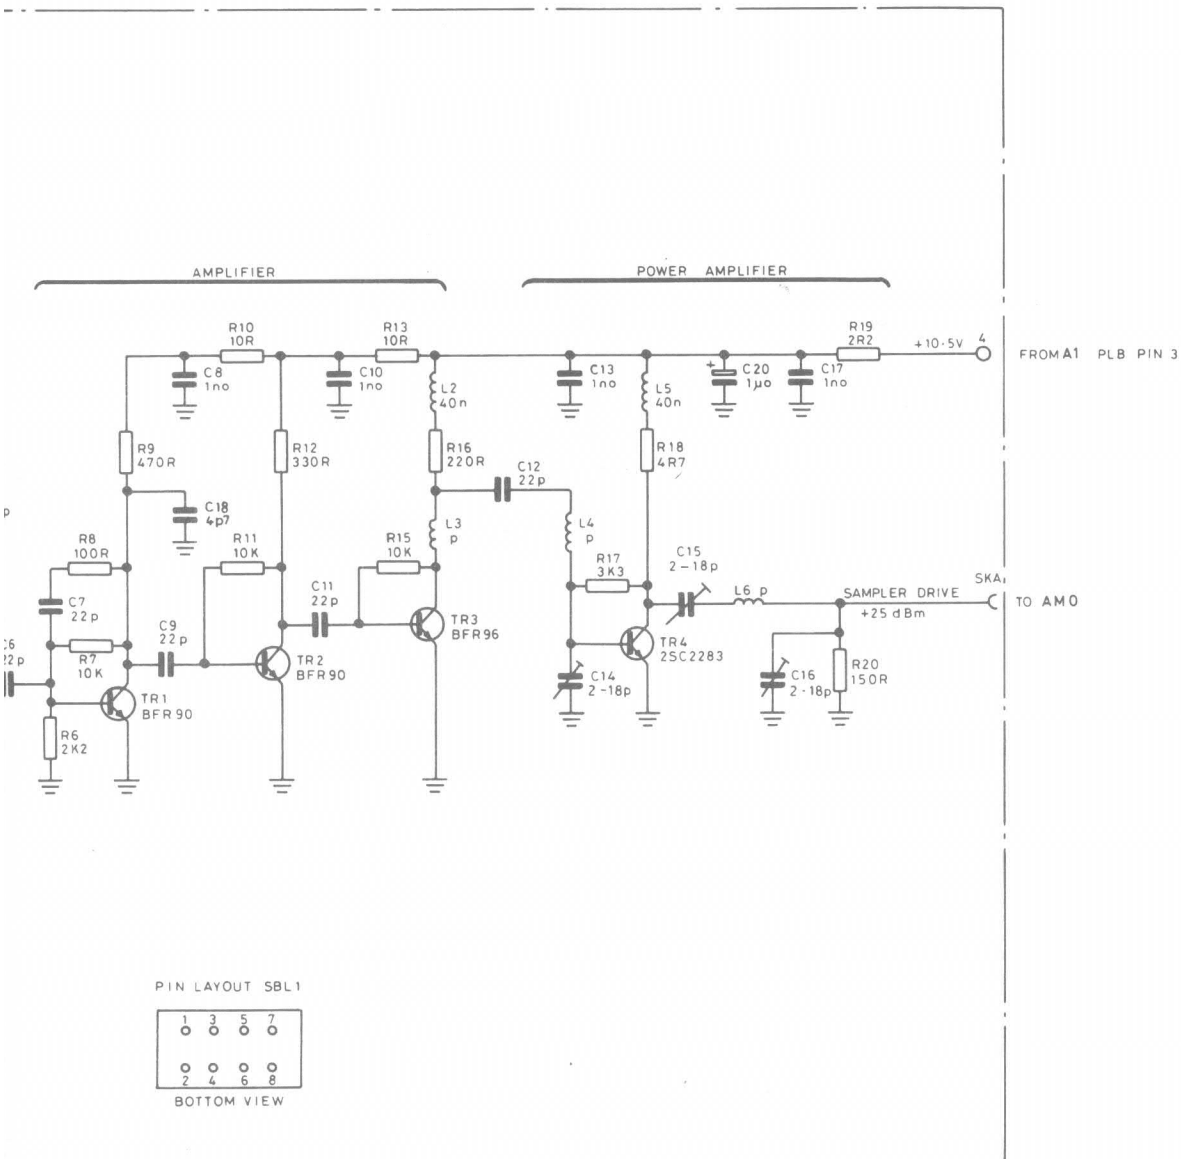 AMPLIFIER
POWER AMPLIFIER
R10
10R
R13
10R
R19
2R2
+10·5V
4
FROM A1 PLB PIN 3
C8
1no
C10
1no
L2
40n
C13
1no
L5
40n
+
C20
1µo
C17
1no
R9
470R
R12
330R
R16
220R
C12
22p
R18
4R7
p
C18
4p7
R8
100R
R11
10K
R15
10K
L3
p
L4
p
R17
3K3
C15
2-18p
L6 p
SAMPLER DRIVE
+25 dBm
SKA
TO AM0
C7
22p
C9
22p
C11
22p
TR3
BFR96
TR4
2SC2283
R7
10K
TR2
BFR90
C14
2-18p
C16
2-18p
R20
150R
22p
TR1
BFR90
R6
2K2
PIN LAYOUT SBL1
1 3 5 7
2 4 6 8
BOTTOM VIEW